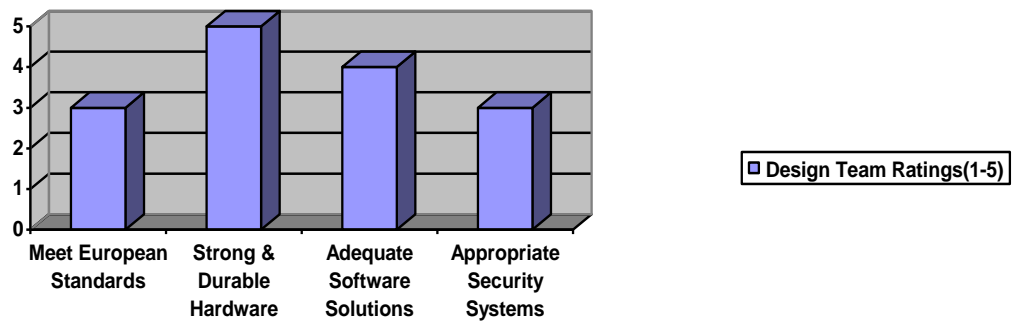 5
4
3
2
1
0
Meet European
Standards
Strong &
Durable
Hardware
Adequate
Software
Solutions
Appropriate
Security
Systems
Design Team Ratings(1-5)